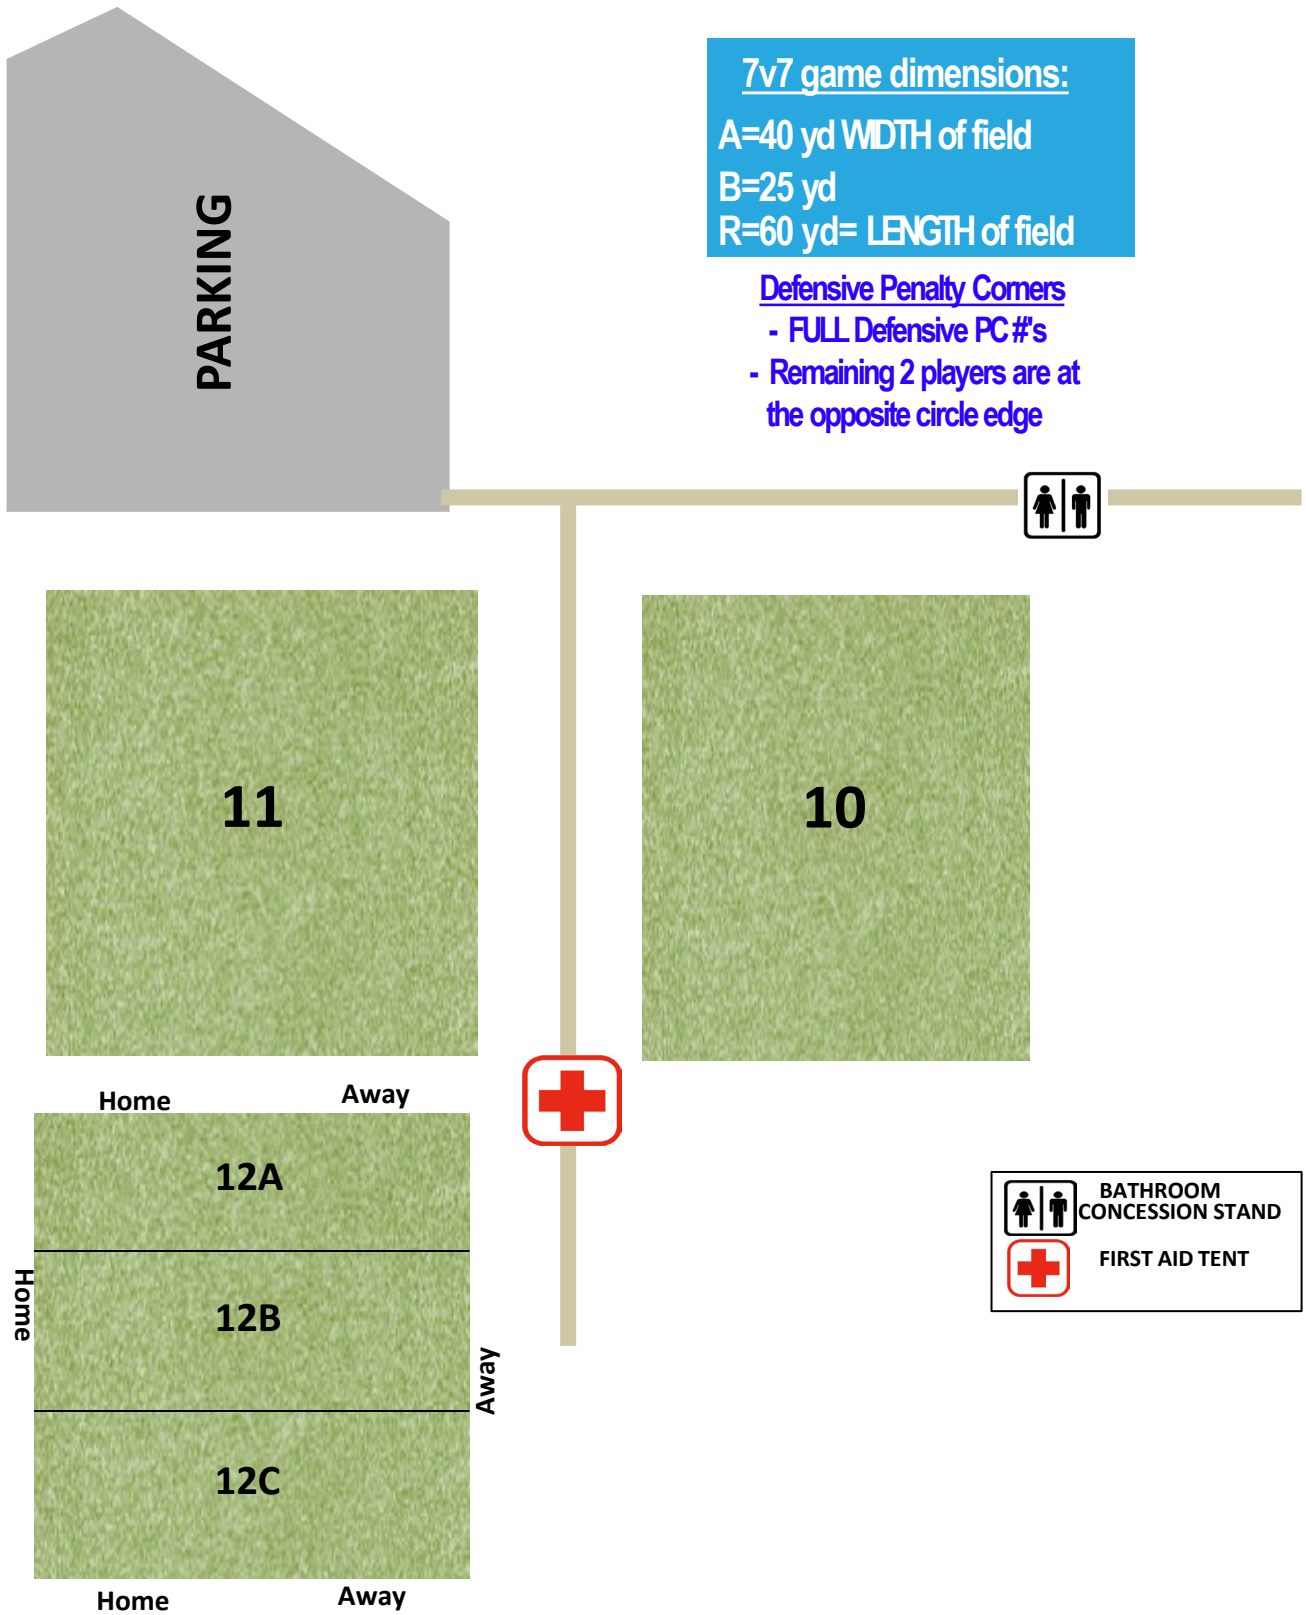 7v7 game dimensions:
A=40 yd WIDTH of field
B=25 yd
R=60 yd= LENGTH of field
PARKING
Defensive Penalty Corners
- FULL Defensive PC #'s
- Remaining 2 players are at
the opposite circle edge
11
10
Home
Away
12A
BATHROOM
CONCESSION STAND
FIRST AID TENT
Home
12B
Away
12C
Home
Away